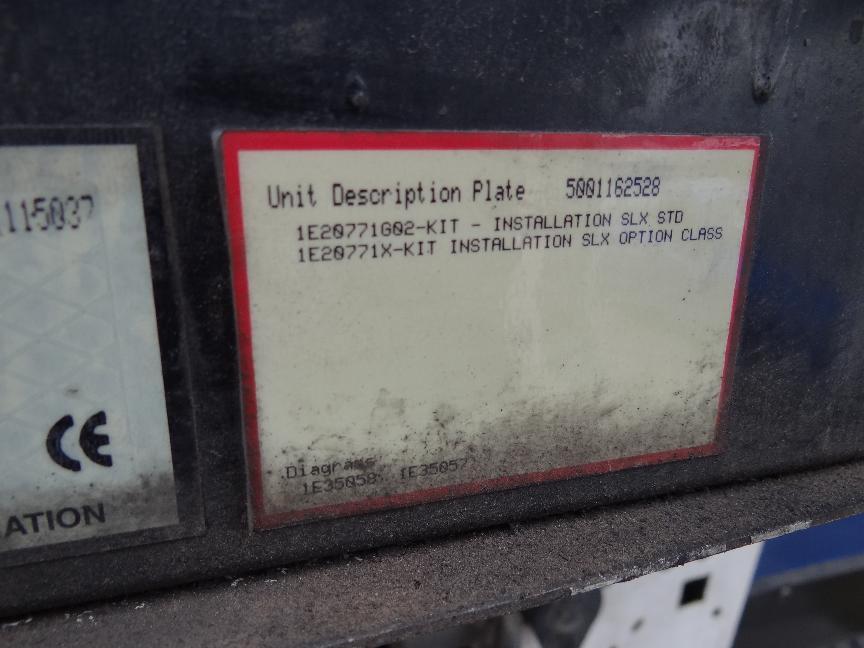 Unit Description Plate 5001162528
1E20771G02-KIT - INSTALLATION SLX STD
1E20771X-KIT INSTALLATION SLX OPTION CLASS
Diagrams
1E35058 1E35057
115037
CE
ATION